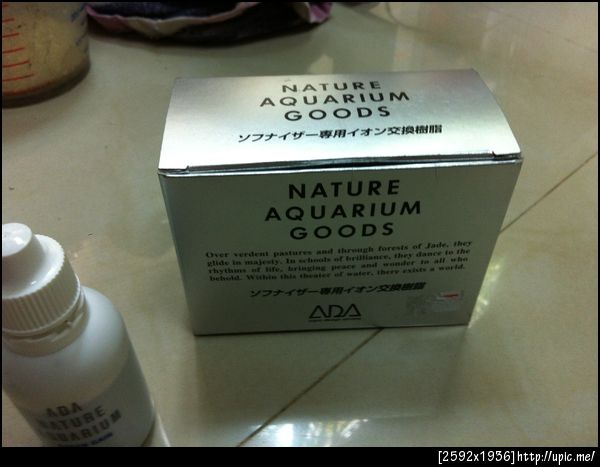 NATURE
AQUARIUM
GOODS
ソフナイザー専用イオン交換樹脂
NATURE
AQUARIUM
GOODS
Over verdent pastures and through forests of Jade, they
glide in majesty. In schools of brilliance, they dance to the
rhythms of life, bringing peace and wonder to all who
behold. Within this theater of water, there exists a world.
ソフナイザー専用イオン交換樹脂
ADA
ADA
NATURE
AQUARIUM
[2592x1936]http://upic.me/